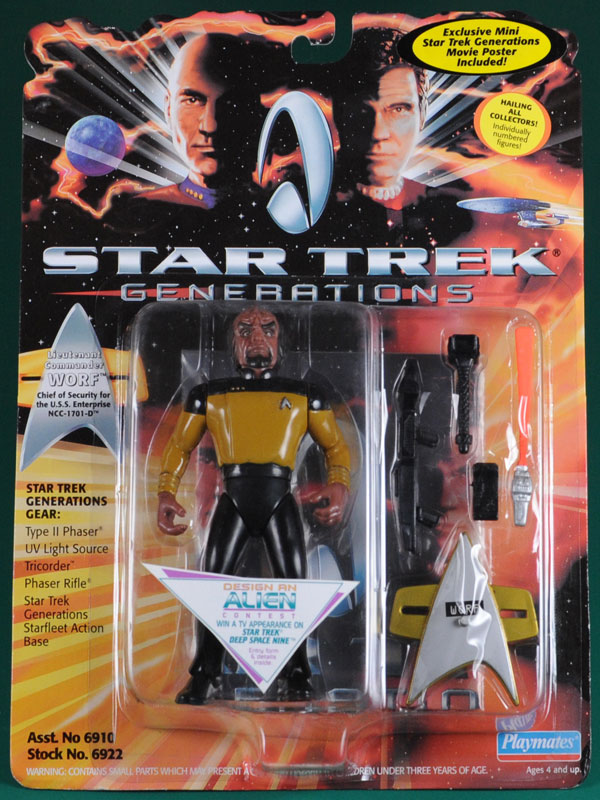 Exclusive Mini
Star Trek Generations
Movie Poster
Included!
HAILING
ALL
COLLECTORS!
Individually
numbered
figures!
STAR TREK®
GENERATIONS
Lieutenant
Commander
WORF™
Chief of Security for
the U.S.S. Enterprise
NCC-1701-D™
STAR TREK
GENERATIONS
GEAR:
Type II Phaser®
UV Light Source
Tricorder™
Phaser Rifle®
Star Trek
Generations
Starfleet Action
Base
DESIGN AN
ALIEN
CONTEST
WIN A TV APPEARANCE ON
STAR TREK®
DEEP SPACE NINE™
Entry form
& details
inside
WORF
Asst. No 6910
Stock No. 6922
Playmates®
WARNING: CONTAINS SMALL PARTS WHICH MAY PRESENT A
DREN UNDER THREE YEARS OF AGE.
Ages 4 and up.